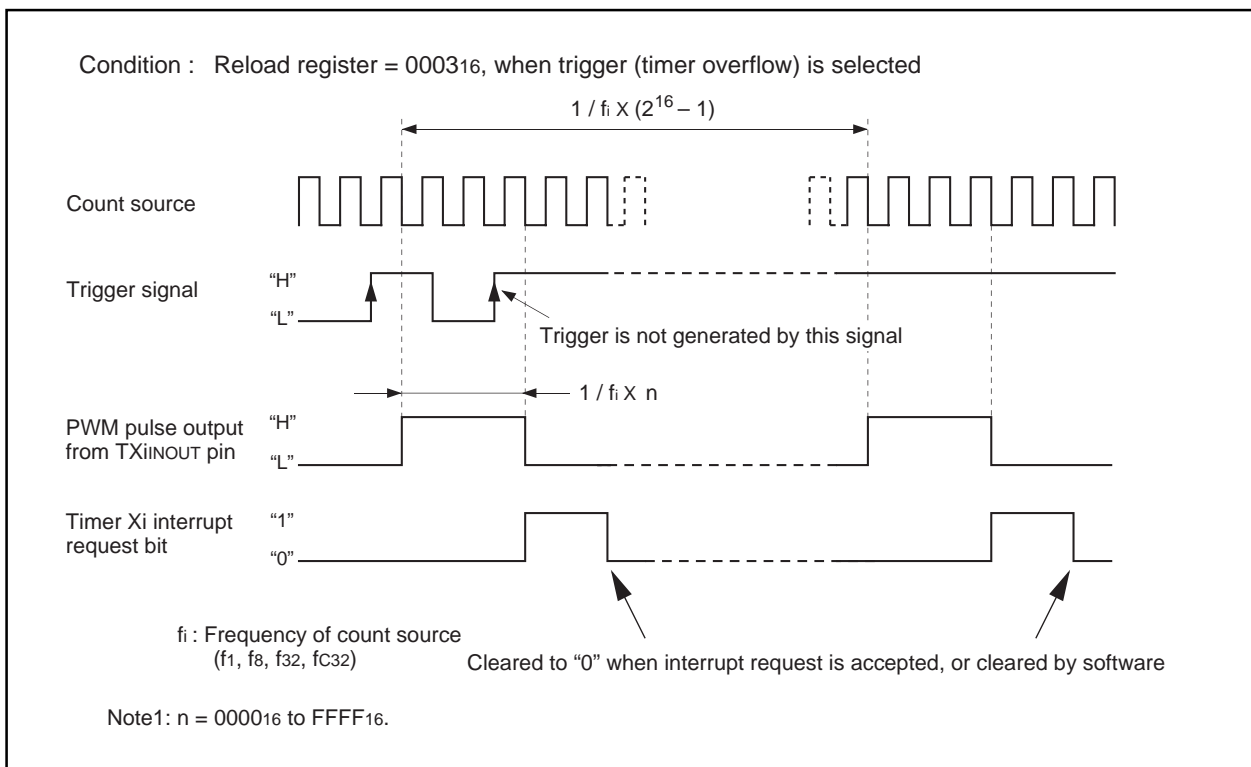 Condition : Reload register = 000316, when trigger (timer overflow) is selected
1 / fi X (2^16 – 1)
Count source
Trigger signal
“H”
“L”
Trigger is not generated by this signal
1 / fi X n
PWM pulse output
from TXiINOUT pin
“H”
“L”
Timer Xi interrupt
request bit
“1”
“0”
fi : Frequency of count source
(f1, f8, f32, fC32)
Cleared to “0” when interrupt request is accepted, or cleared by software
Note1: n = 000016 to FFFF16.